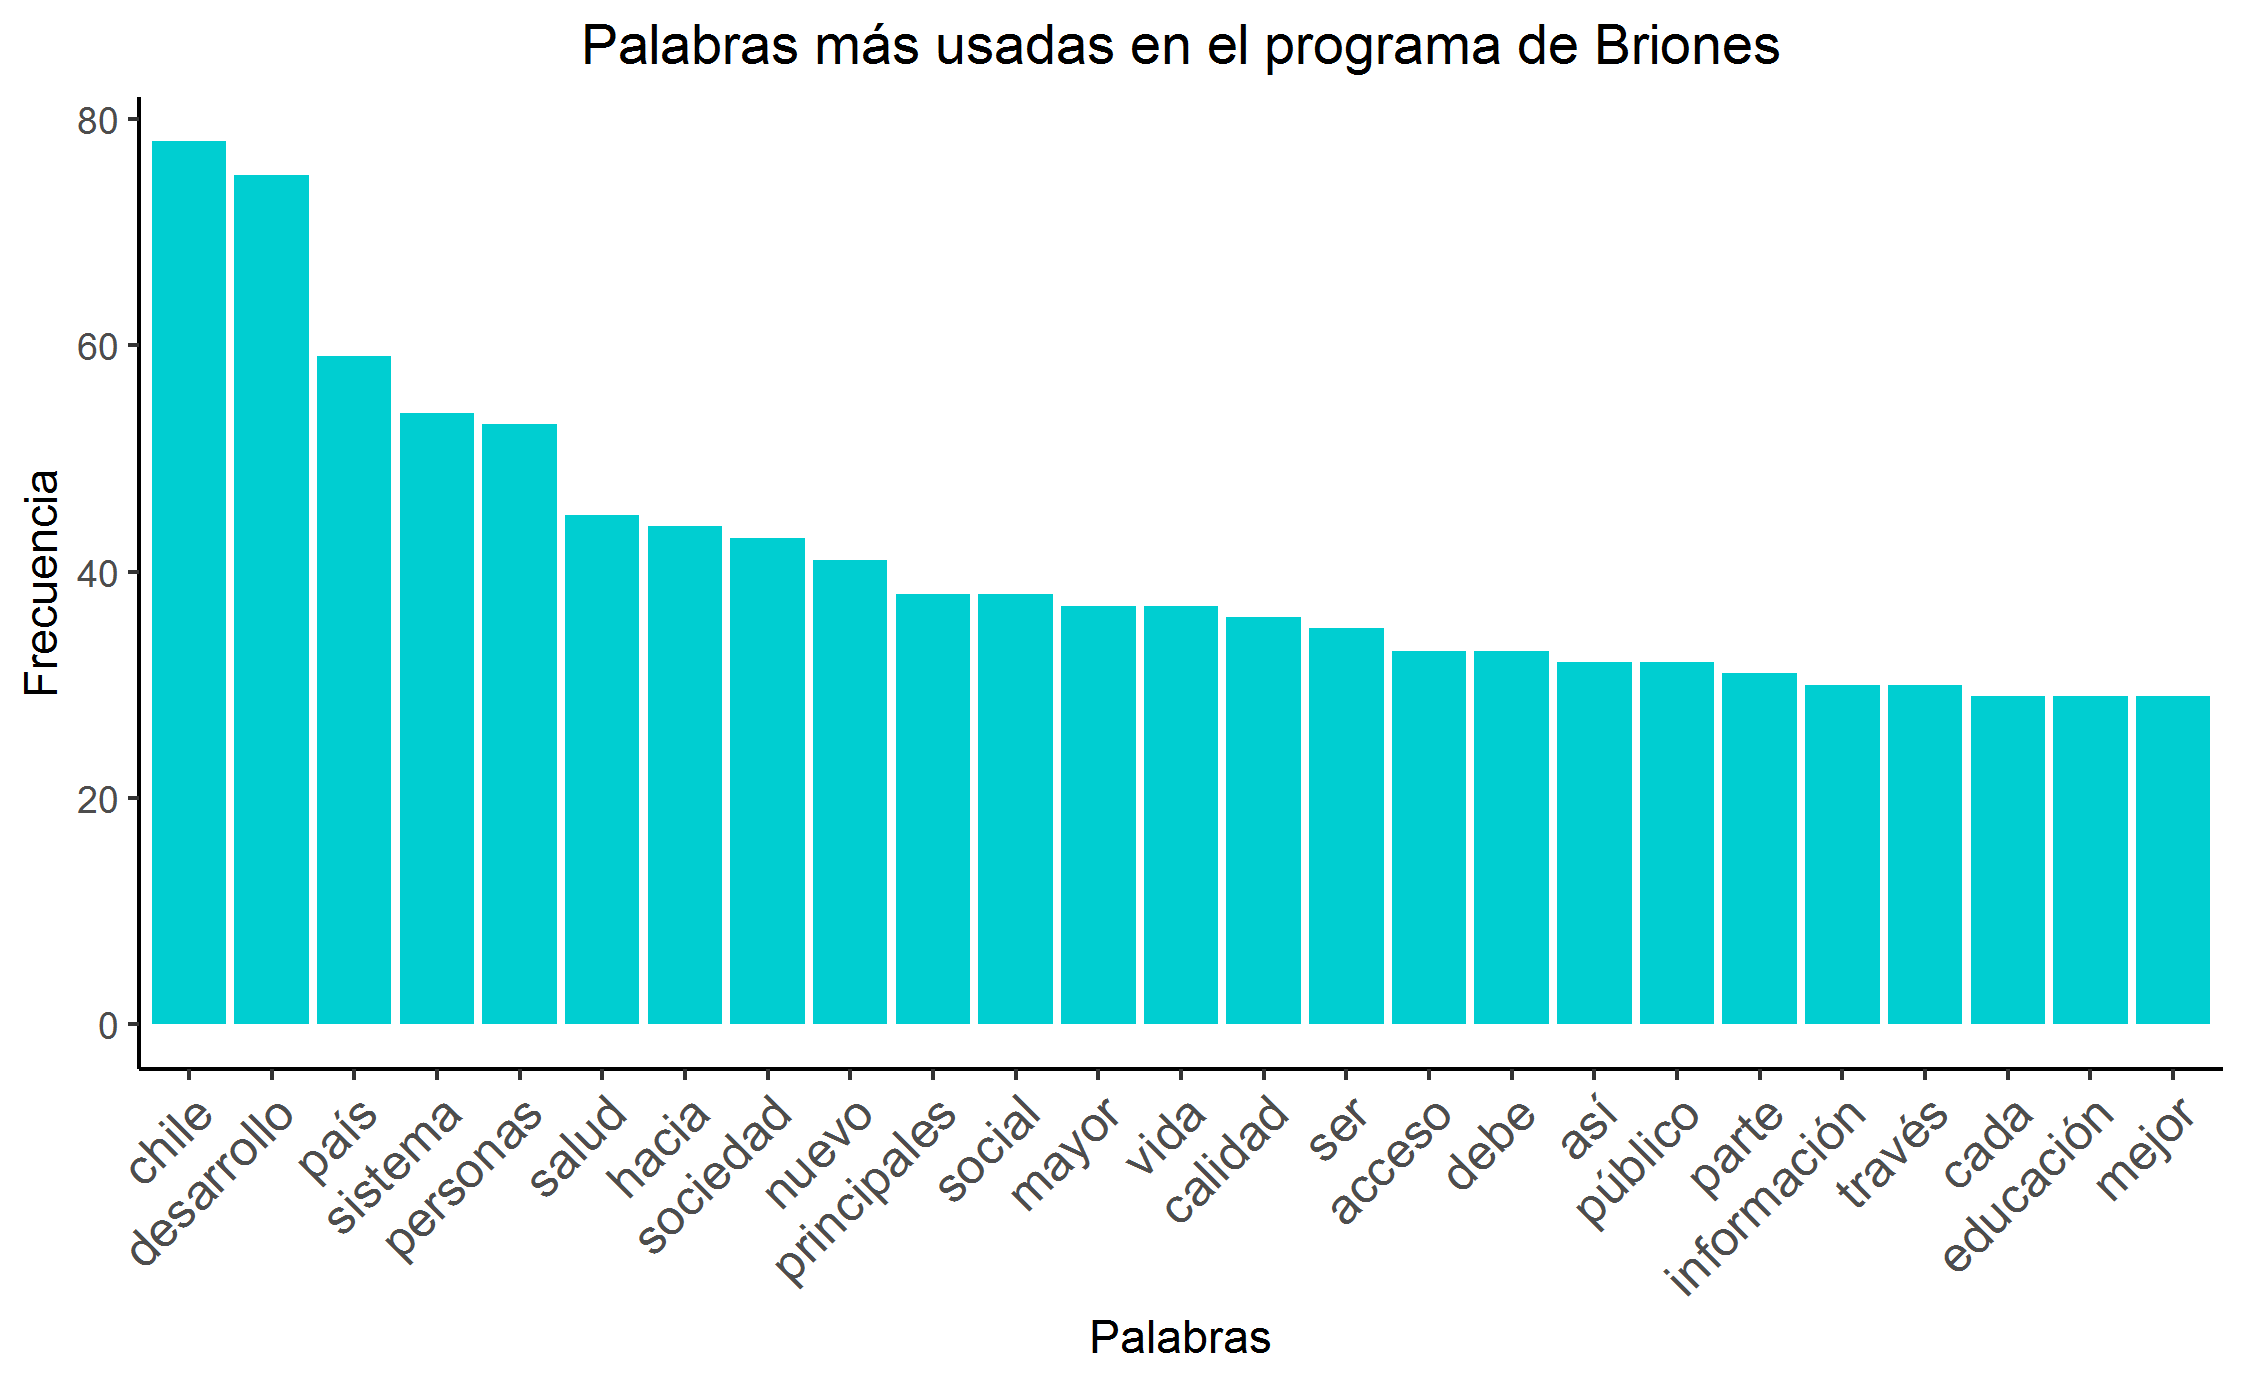 Palabras más usadas en el programa de Briones
Frecuencia
80
60
40
20
0
chile
desarrollo
país
sistema
personas
salud
hacia
sociedad
nuevo
principales
social
mayor
vida
calidad
ser
acceso
debe
así
público
parte
información
través
cada
educación
mejor
Palabras